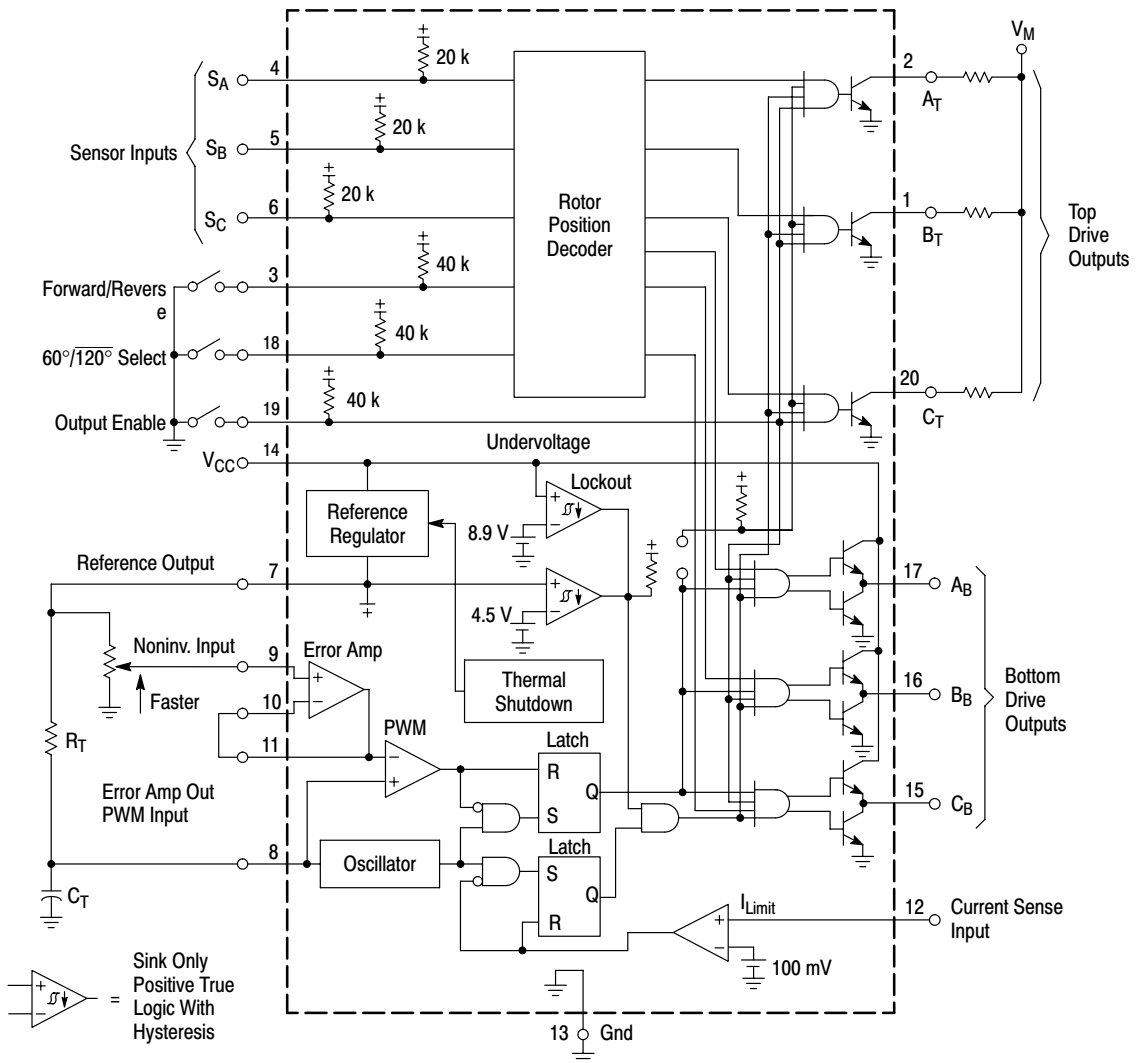 V_M
20 k
4
S_A
2
A_T
20 k
5
S_B
Sensor Inputs
20 k
6
S_C
Rotor
Position
Decoder
1
B_T
Top
Drive
Outputs
3
40 k
Forward/Revers
e
40 k
18
60°/120° Select
20
C_T
40 k
19
Output Enable
Undervoltage
14
V_CC
Lockout
Reference
Regulator
8.9 V
Reference Output
7
17
A_B
4.5 V
Noninv. Input
9
Error Amp
Thermal
Shutdown
16
B_B
Bottom
Drive
Outputs
Faster
10
PWM
11
R_T
Latch
R
Q
S
15
C_B
Error Amp Out
PWM Input
8
Oscillator
Latch
S
Q
R
C_T
I_Limit
12
Current Sense
Input
100 mV
=
Sink Only
Positive True
Logic With
Hysteresis
13
Gnd